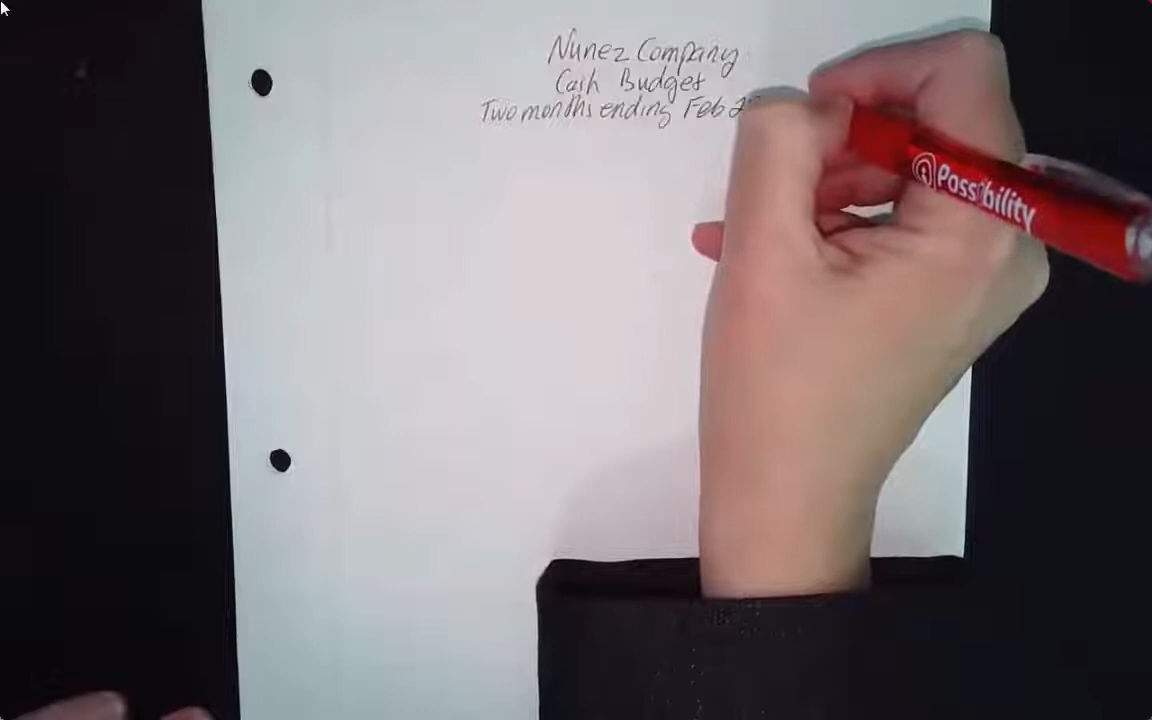 Nunez Company
Cash Budget
Two months ending Feb
Possibility